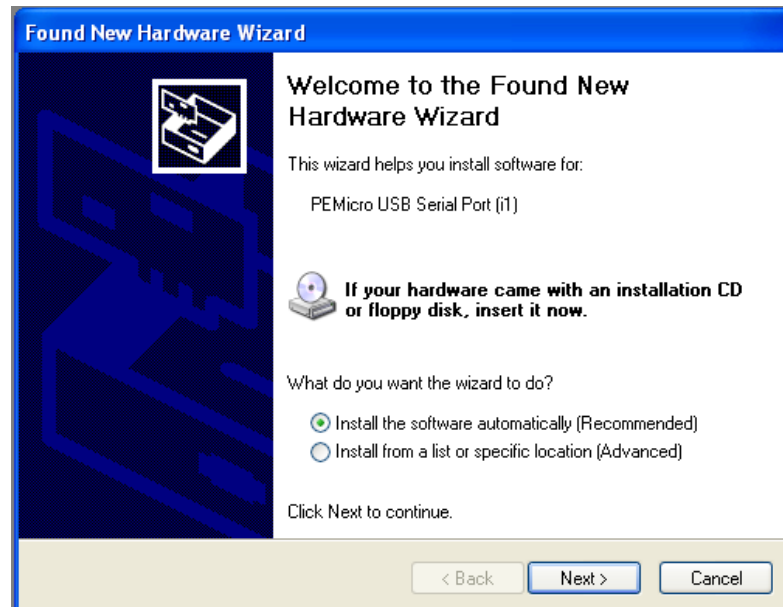 Found New Hardware Wizard
Welcome to the Found New
Hardware Wizard
This wizard helps you install software for:
PEMicro USB Serial Port (i1)
If your hardware came with an installation CD
or floppy disk, insert it now.
What do you want the wizard to do?
Install the software automatically (Recommended)
Install from a list or specific location (Advanced)
Click Next to continue.
< Back Next > Cancel